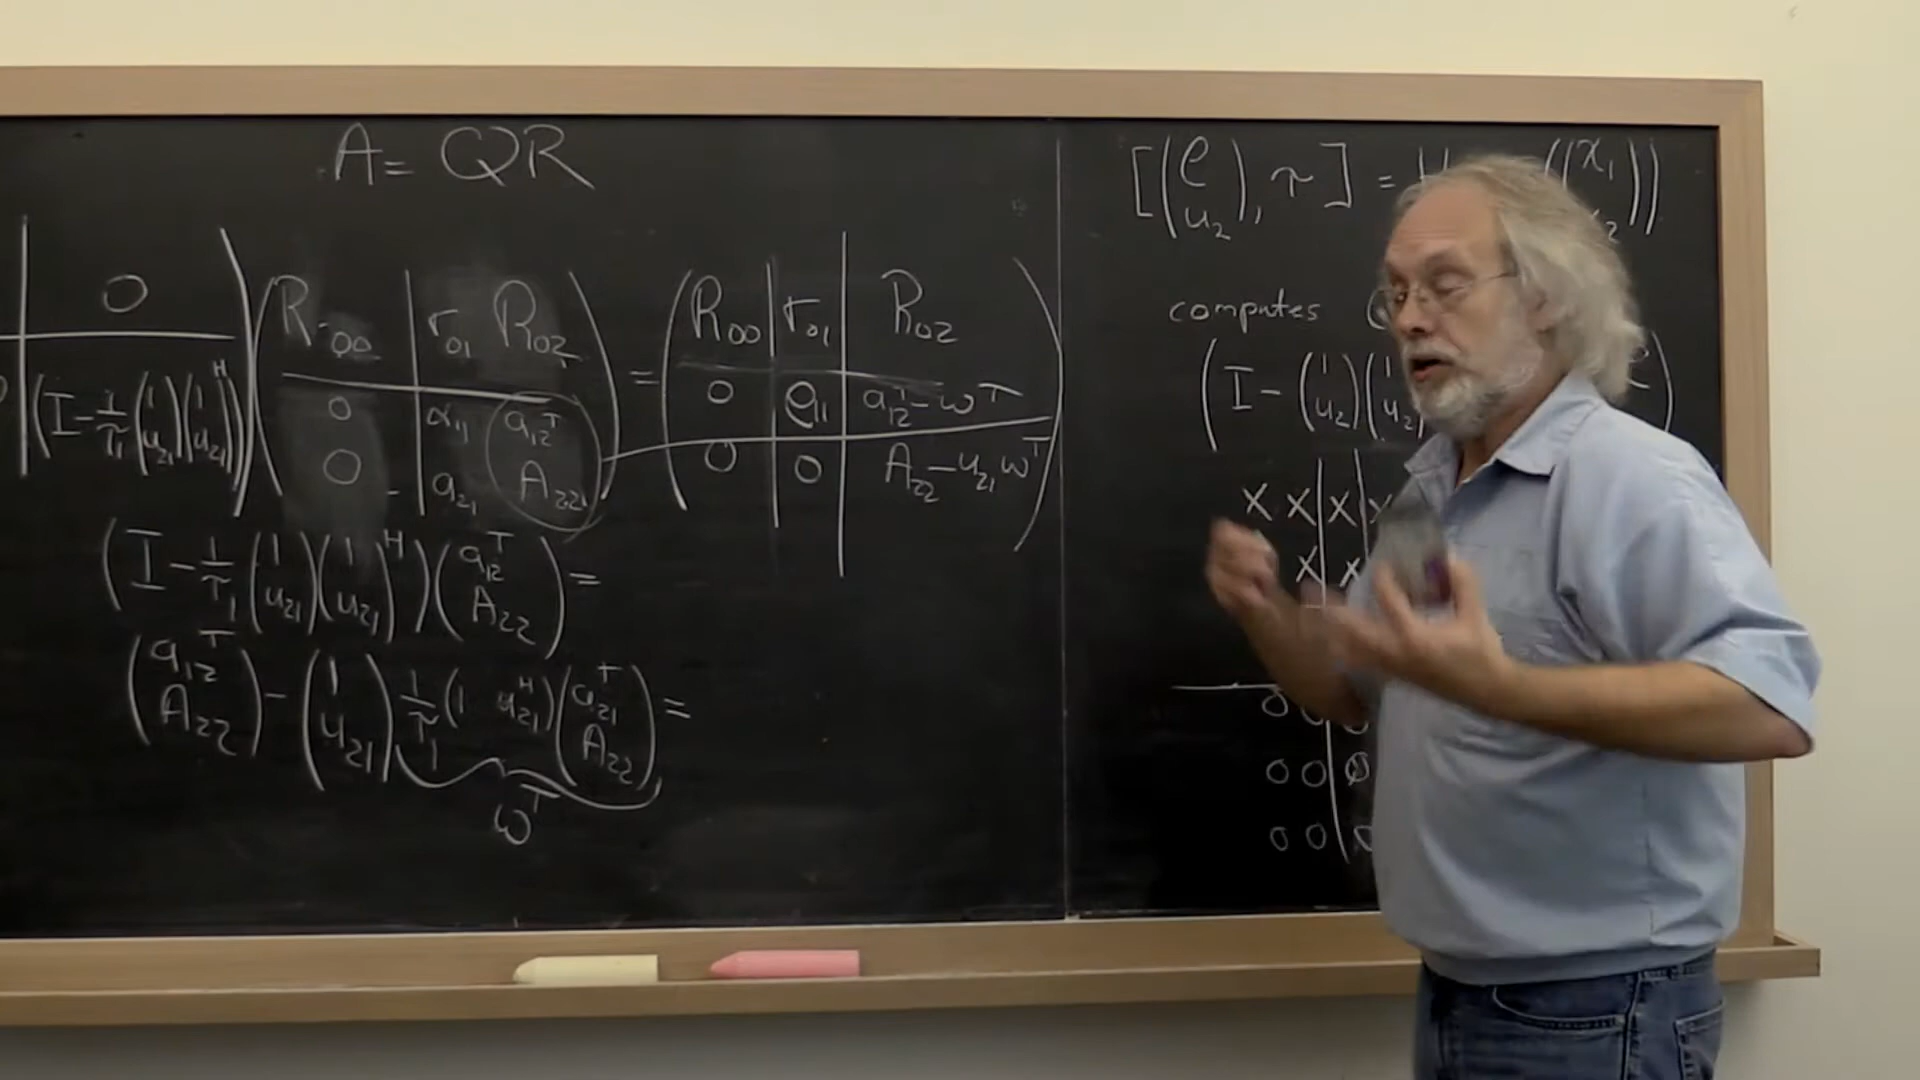 A = QR
0 ) ( R00 | r01 R02 ) = ( R00 | r01 | R02 )
(I - 1/τ1 (1 u21)(1 u21)^H) ( 0 | α11 a12^T ) ( 0 | ρ11 | a12^T - w^T )
( 0 | a21 A22 ) ( 0 | 0 | A22 - u21 w^T )
(I - 1/τ1 (1 u21)(1 u21)^H) (a12^T A22) =
(a12^T A22) - (1 u21) 1/τ1 (1 u21^H) (a21^T A22) =
w^T
[(ρ u2), τ] = ((x1 2))
computes
(I - (1 u2)(1 u2
X X | X | X
X | X
0 0
0 0 | 0
0 0